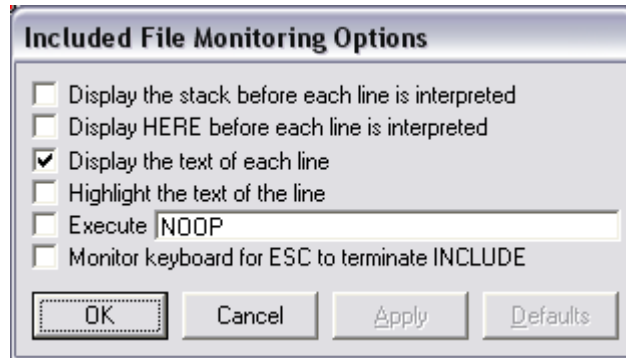 Included File Monitoring Options
Display the stack before each line is interpreted
Display HERE before each line is interpreted
Display the text of each line
Highlight the text of the line
Execute NOOP
Monitor keyboard for ESC to terminate INCLUDE
OK Cancel Apply Defaults